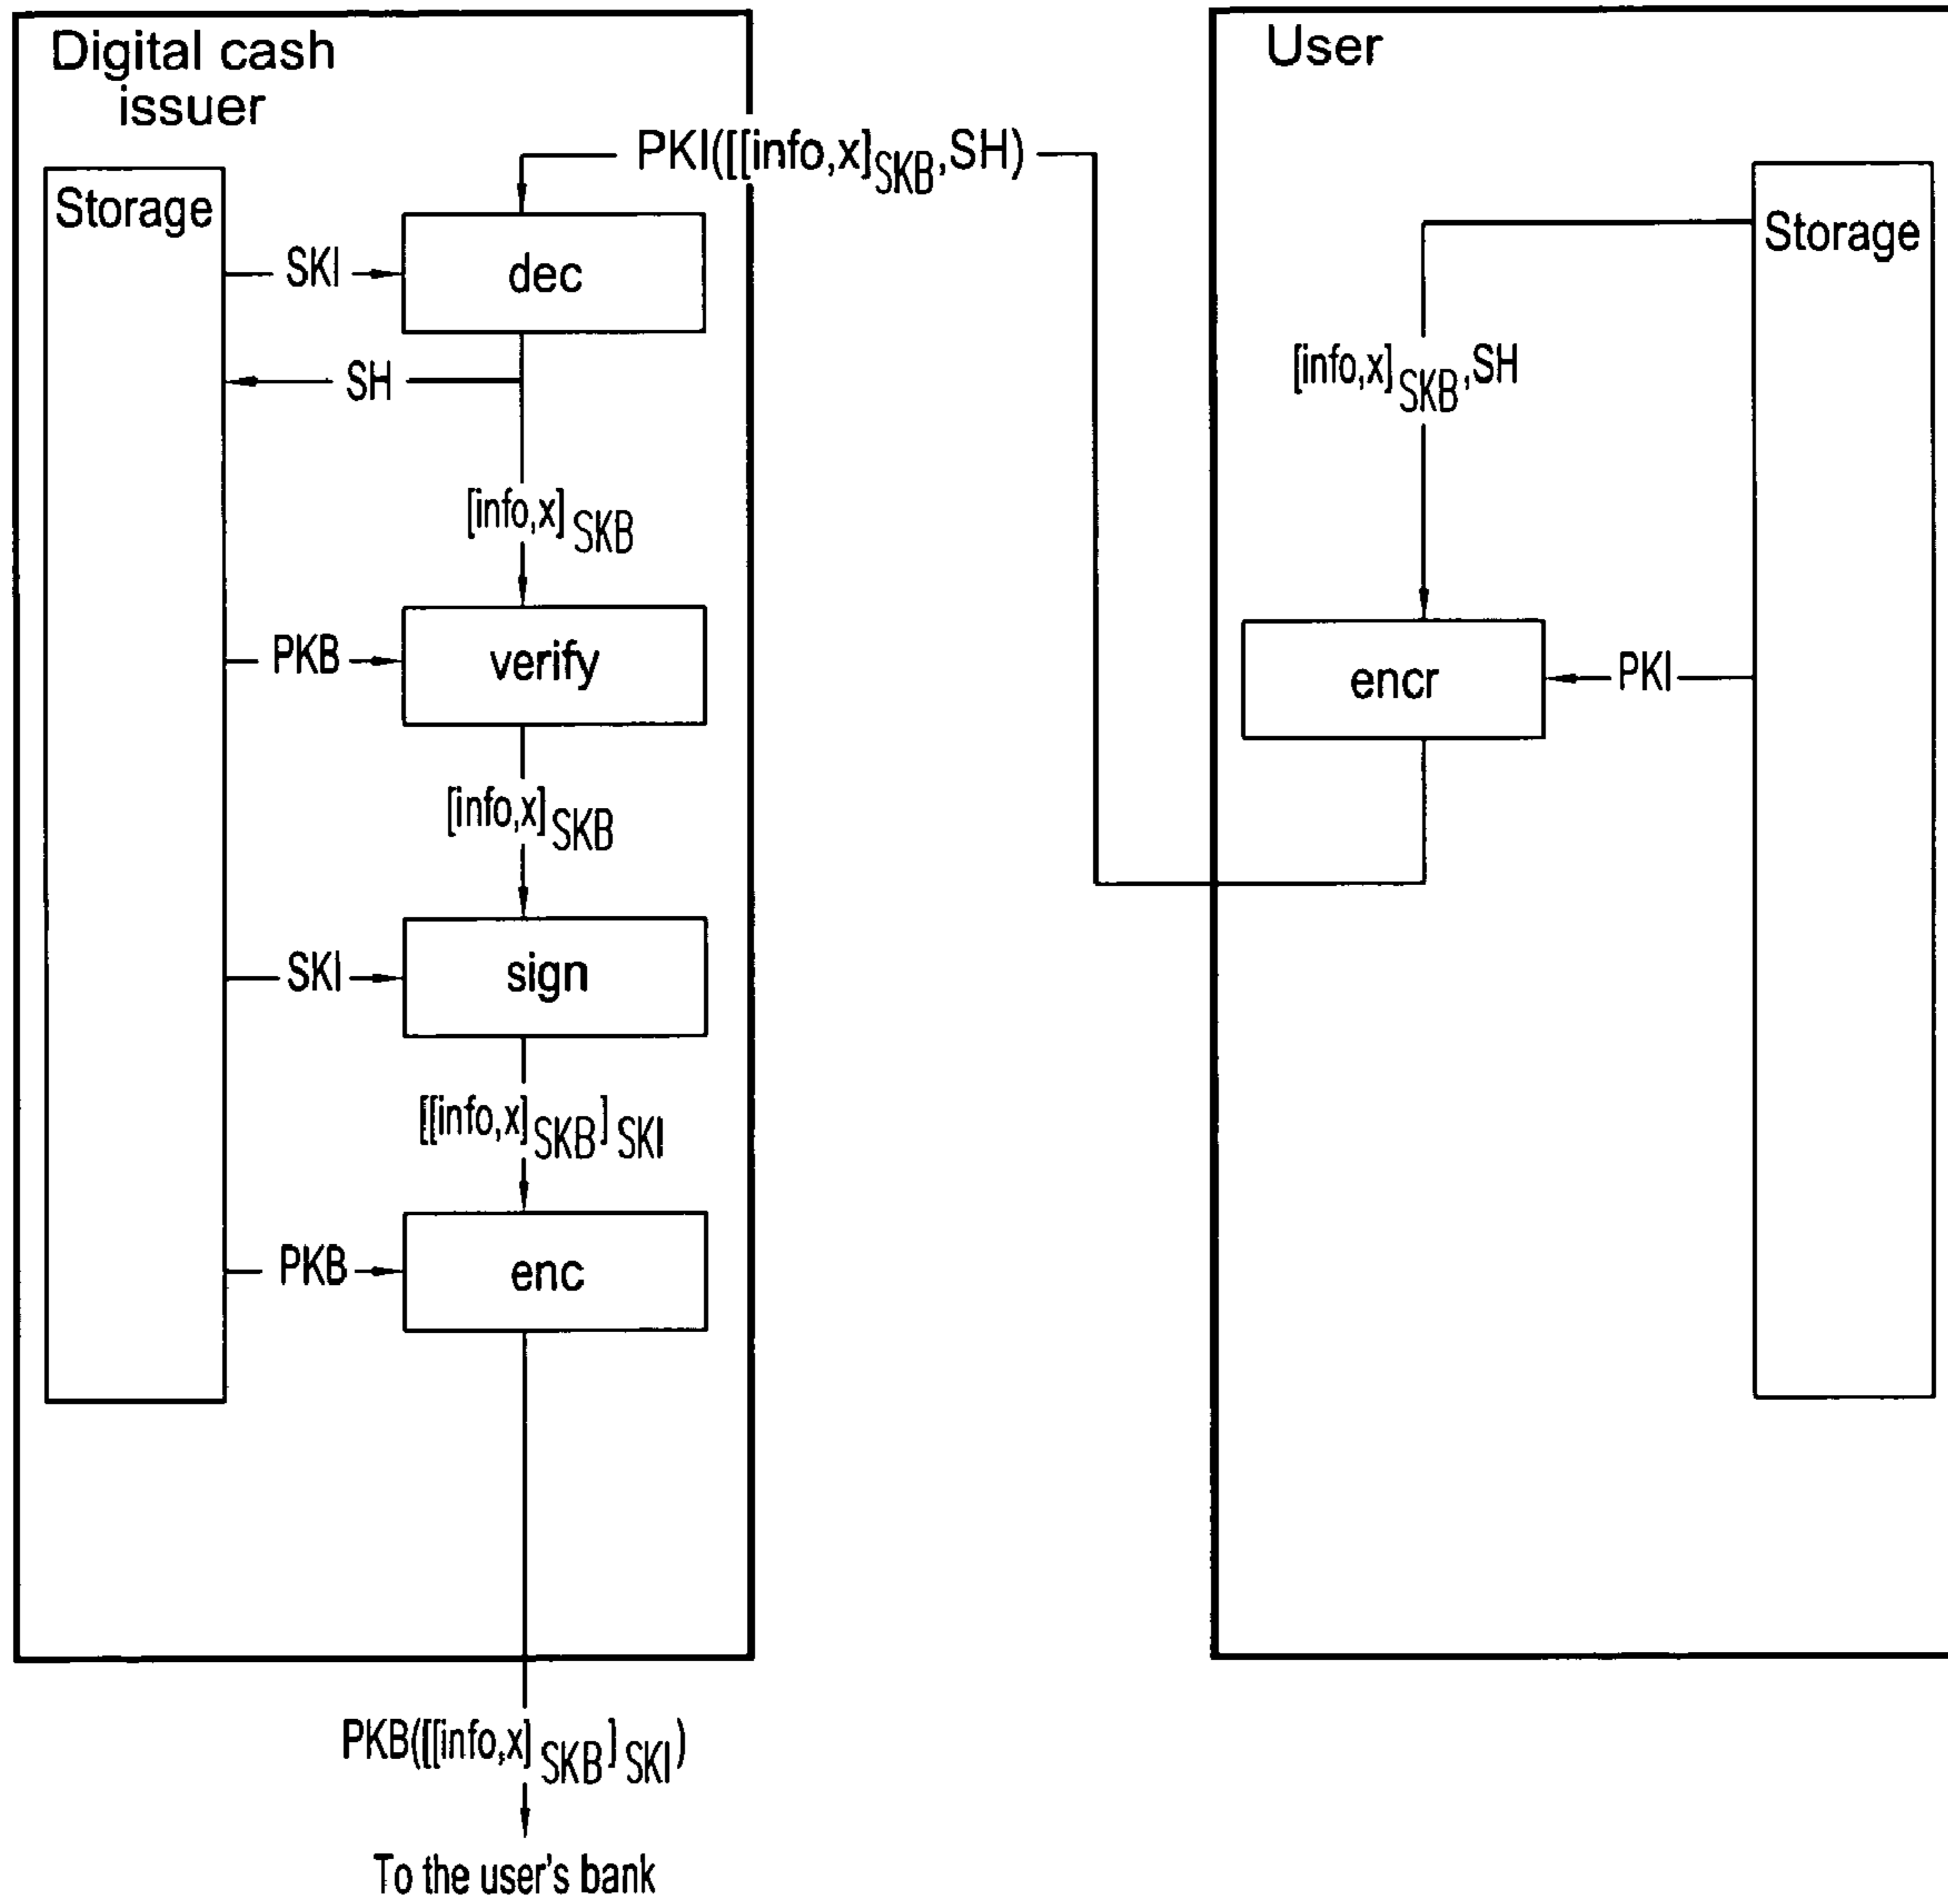 Digital cash
issuer
Storage
PKI([[info,x]SKB,SH)
SKI
dec
SH
[info,x]SKB
PKB
verify
[info,x]SKB
SKI
sign
[[info,x]SKB]SKI
PKB
enc
PKB([[info,x]SKB]SKI)
To the user's bank
User
Storage
[info,x]SKB,SH
encr
PKI